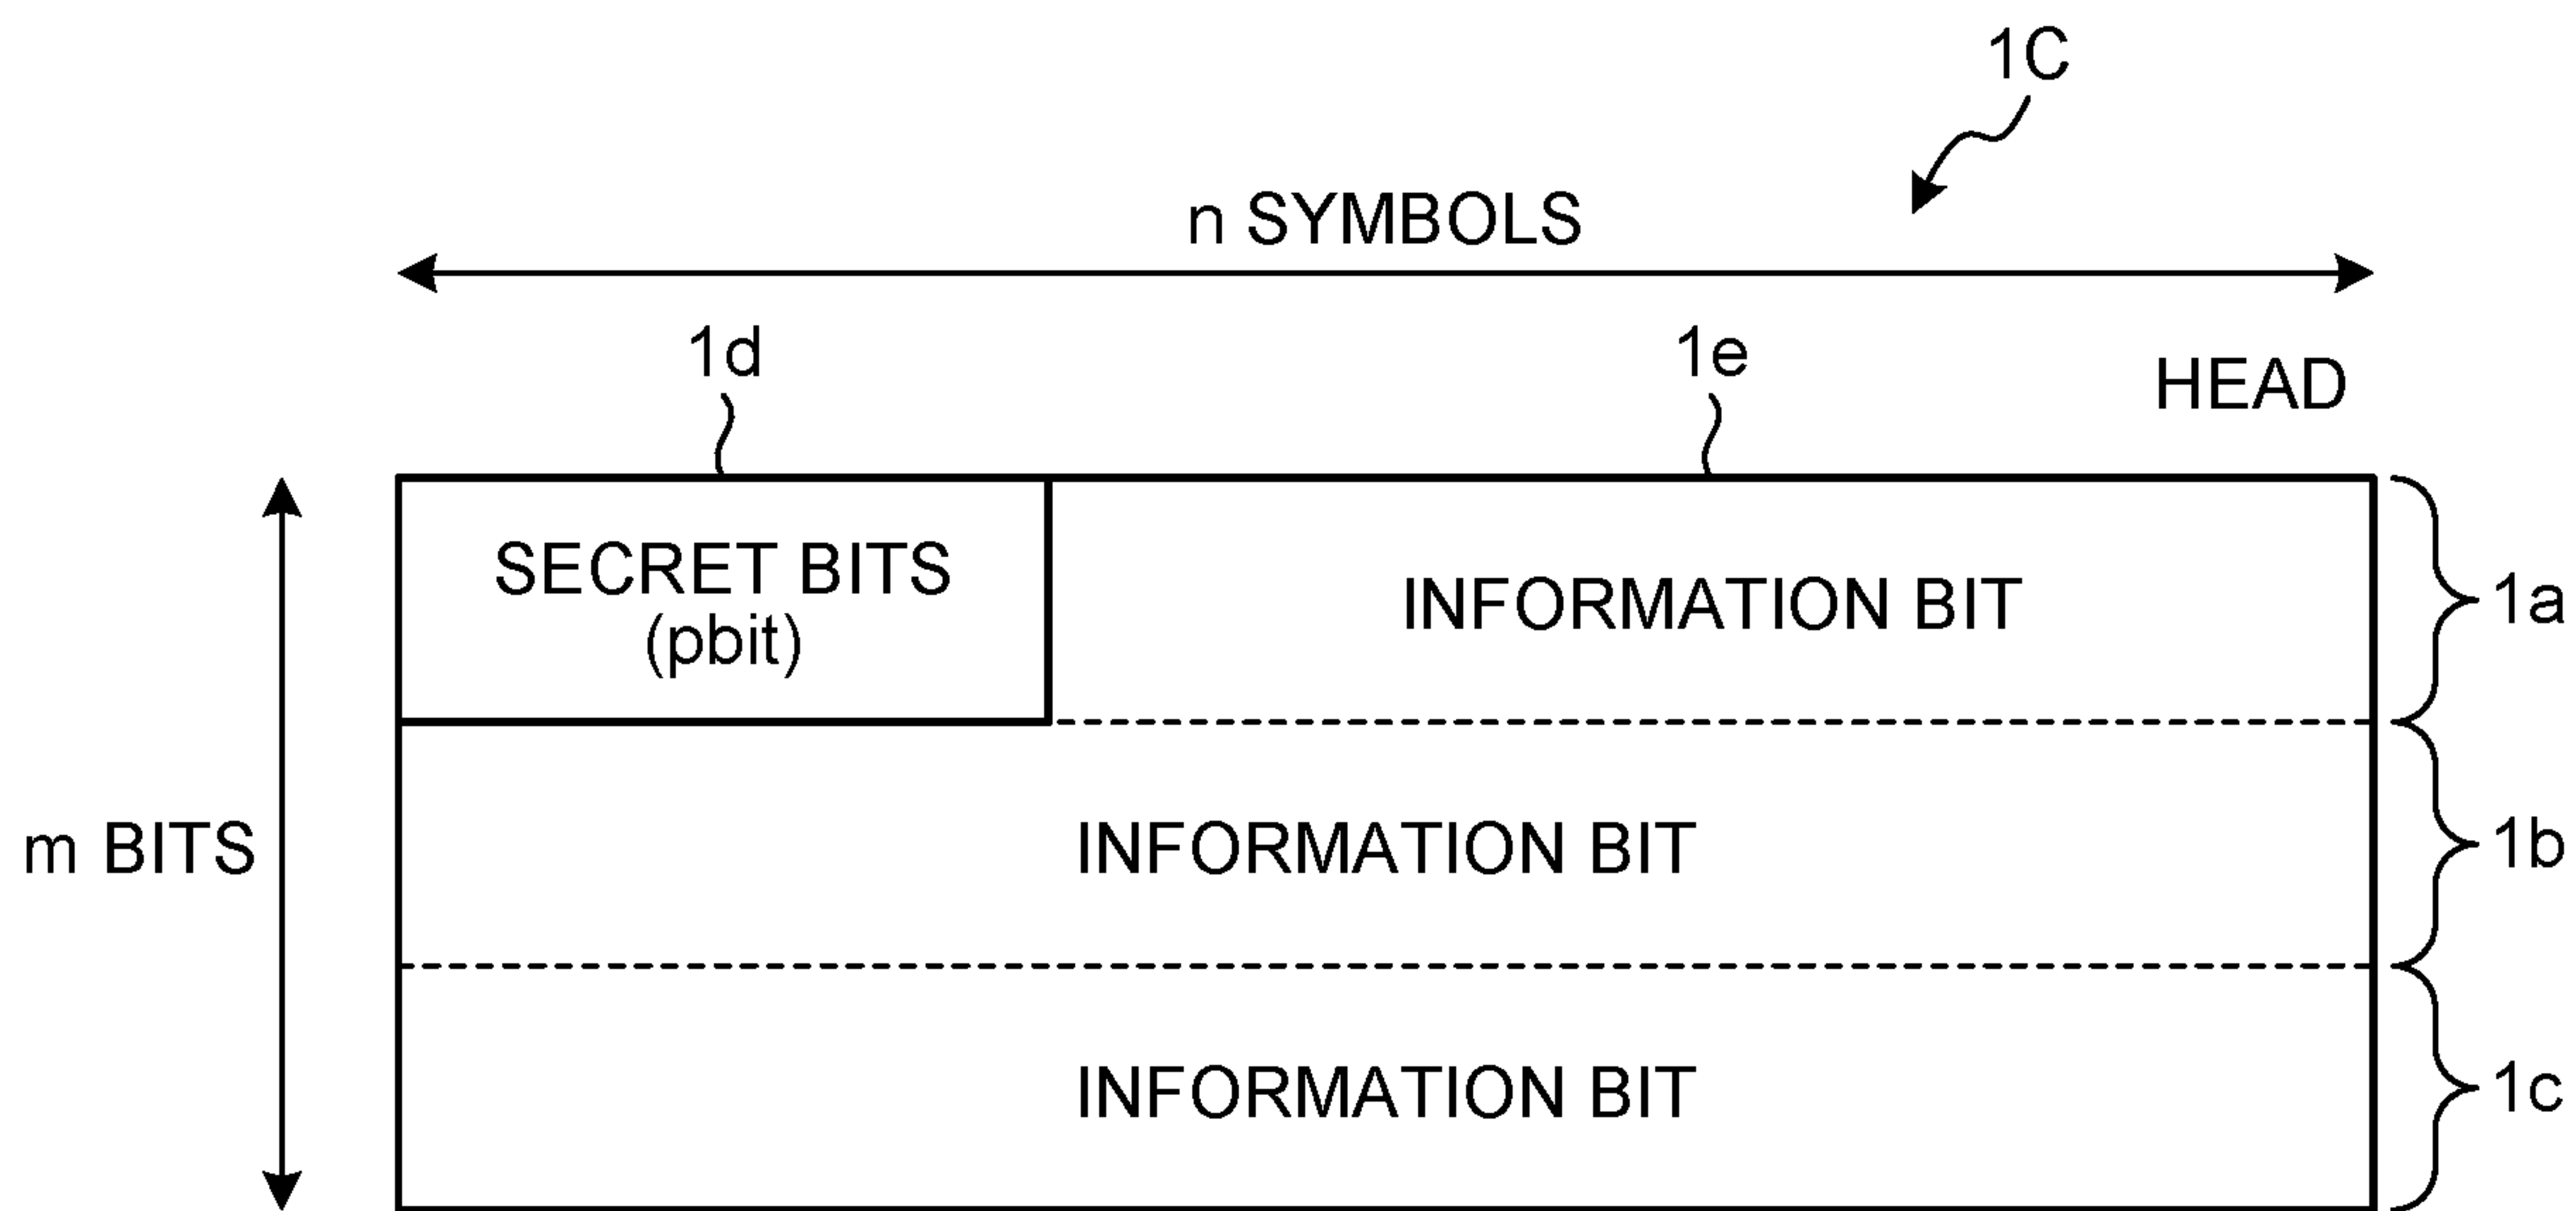 1C
n SYMBOLS
1d
1e
HEAD
SECRET BITS
(pbit)
INFORMATION BIT
1a
m BITS
INFORMATION BIT
1b
INFORMATION BIT
1c